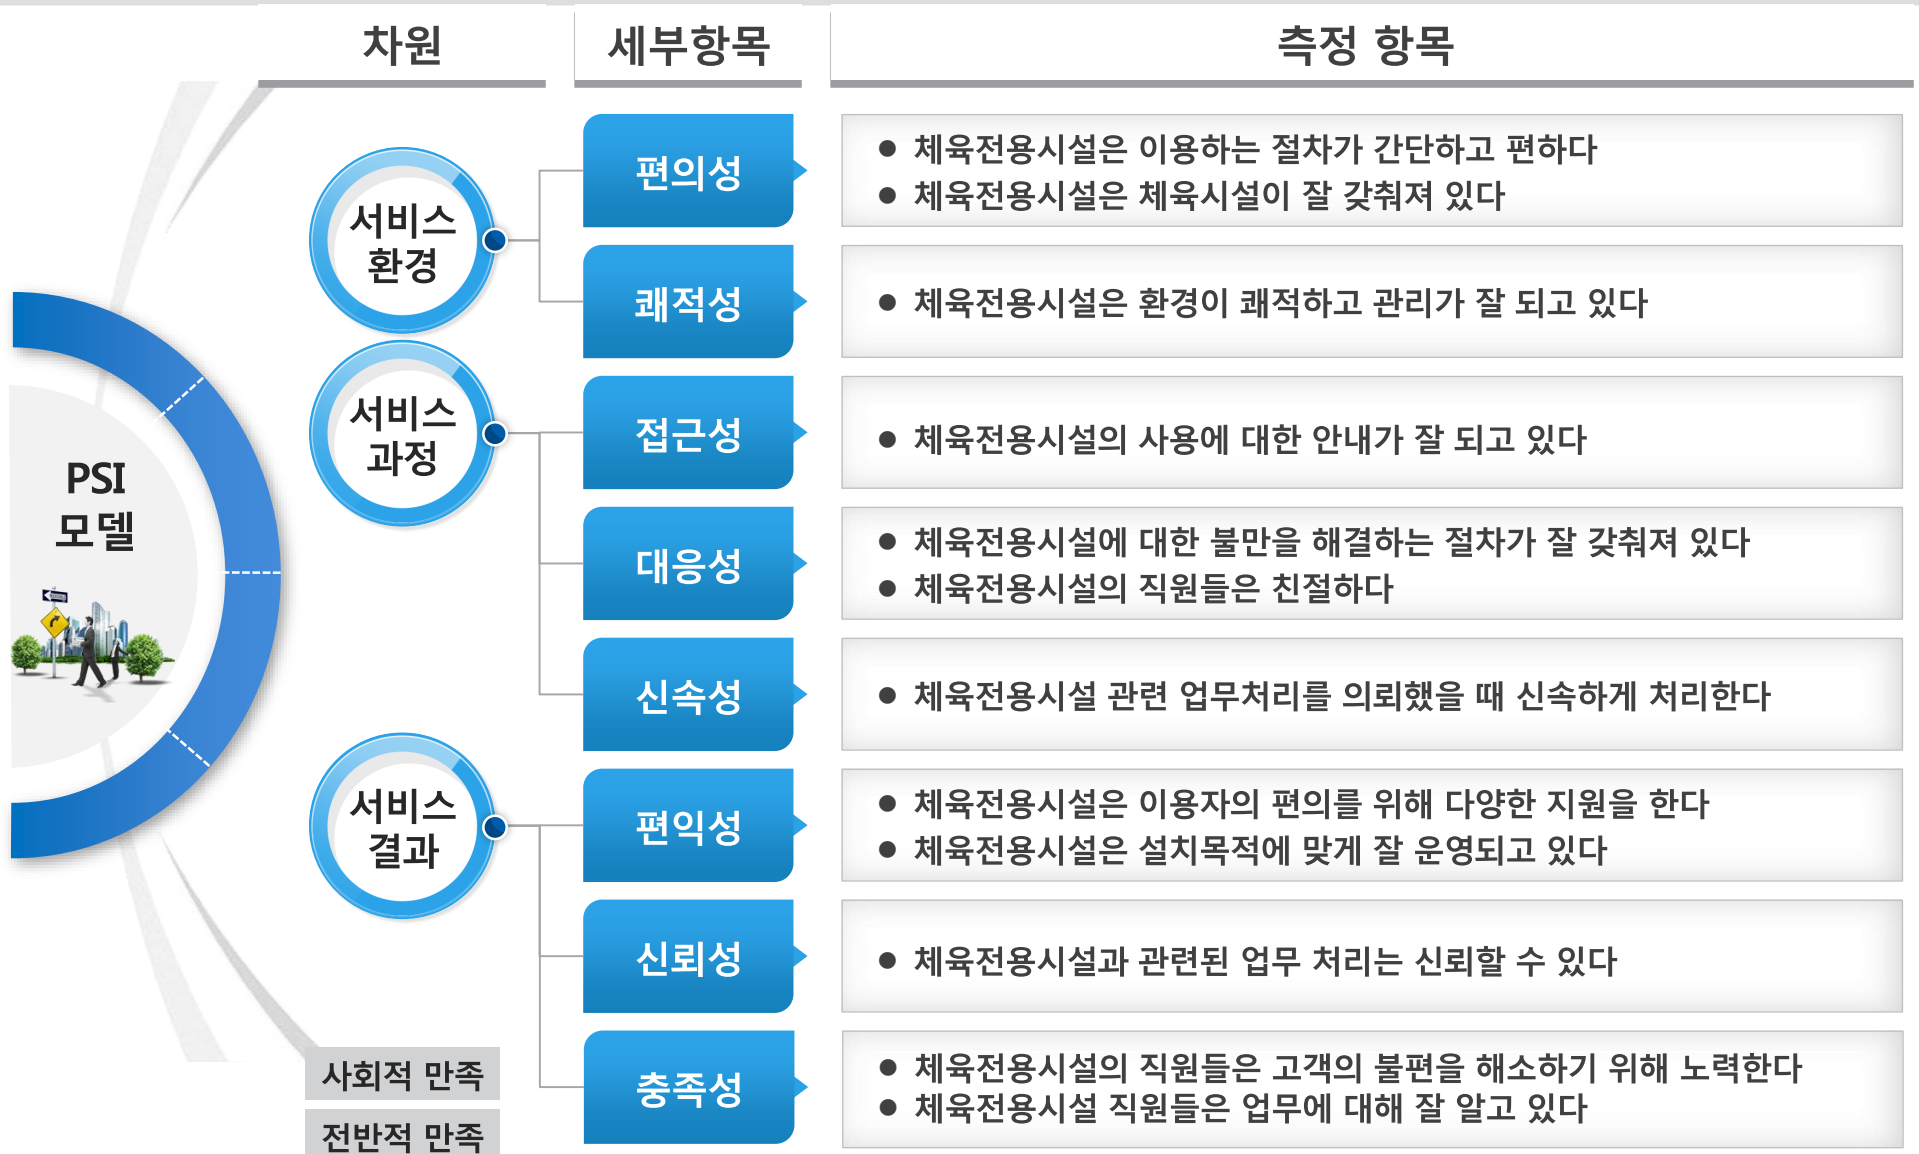 차원
세부항목
측정 항목
PSI
모델
서비스
환경
편의성
● 체육전용시설은 이용하는 절차가 간단하고 편하다
● 체육전용시설은 체육시설이 잘 갖춰져 있다
쾌적성
● 체육전용시설은 환경이 쾌적하고 관리가 잘 되고 있다
서비스
과정
접근성
● 체육전용시설의 사용에 대한 안내가 잘 되고 있다
대응성
● 체육전용시설에 대한 불만을 해결하는 절차가 잘 갖춰져 있다
● 체육전용시설의 직원들은 친절하다
신속성
● 체육전용시설 관련 업무처리를 의뢰했을 때 신속하게 처리한다
서비스
결과
편익성
● 체육전용시설은 이용자의 편의를 위해 다양한 지원을 한다
● 체육전용시설은 설치목적에 맞게 잘 운영되고 있다
신뢰성
● 체육전용시설과 관련된 업무 처리는 신뢰할 수 있다
충족성
● 체육전용시설의 직원들은 고객의 불편을 해소하기 위해 노력한다
● 체육전용시설 직원들은 업무에 대해 잘 알고 있다
사회적 만족
전반적 만족